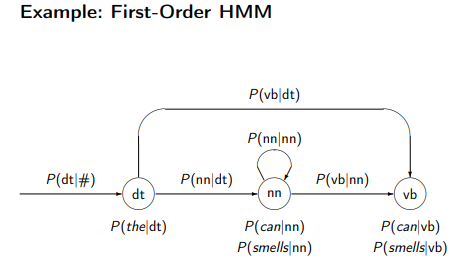 Example: First-Order HMM
P(vb|dt)
P(nn|nn)
P(dt|#) P(nn|dt) P(vb|nn)
dt nn vb
P(the|dt) P(can|nn) P(can|vb)
P(smells|nn) P(smells|vb)